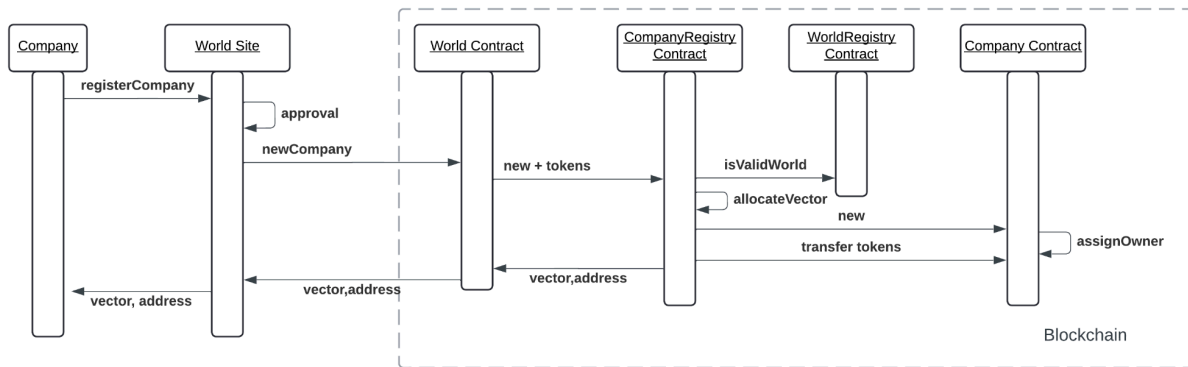 Company
World Site
World Contract
CompanyRegistry
Contract
WorldRegistry
Contract
Company Contract
registerCompany
approval
newCompany
new + tokens
isValidWorld
allocateVector
new
assignOwner
transfer tokens
vector,address
vector,address
vector, address
Blockchain